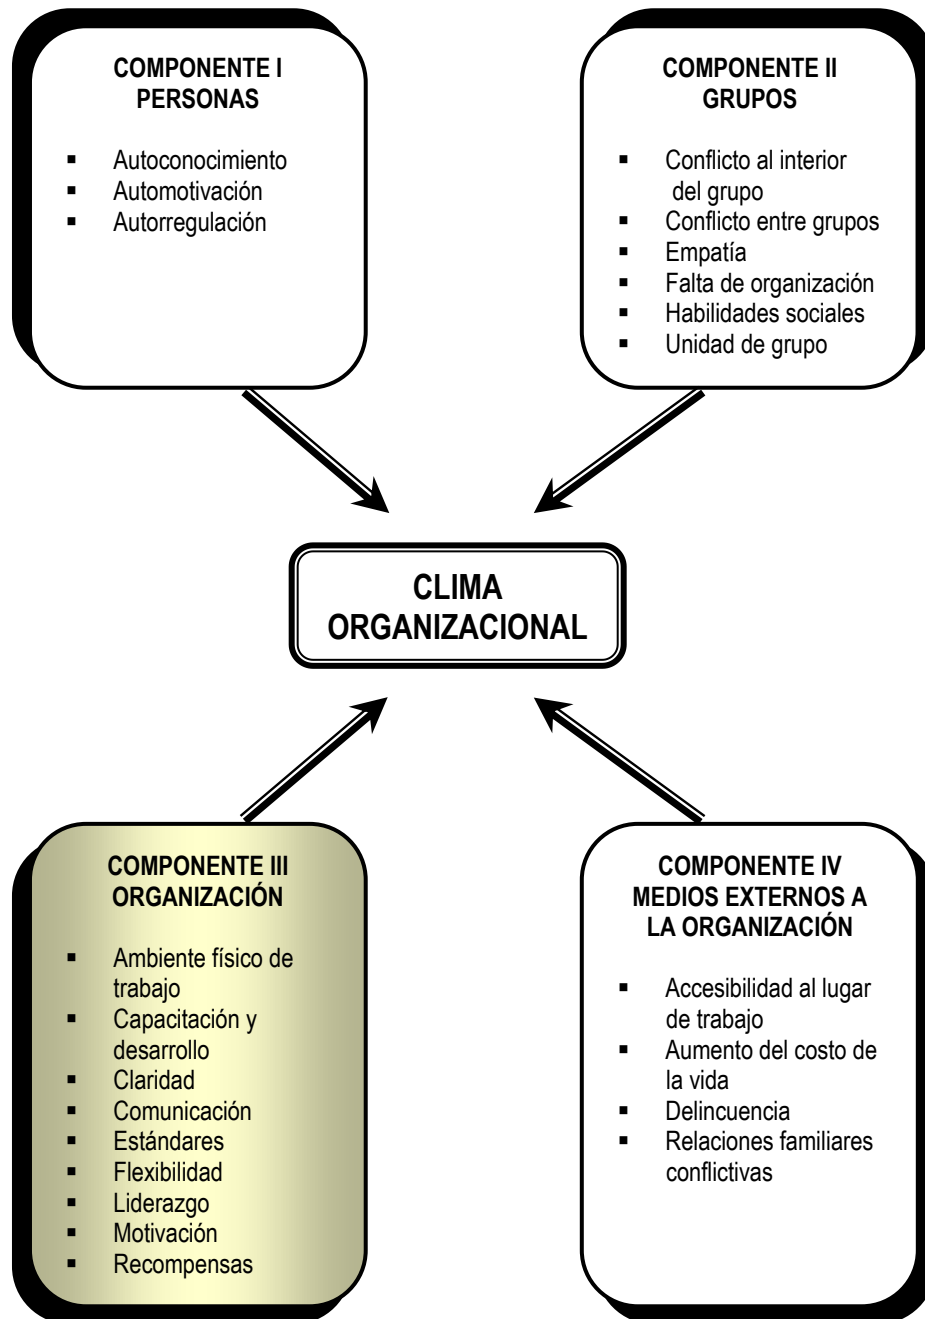 COMPONENTE I
PERSONAS
▪ Autoconocimiento
▪ Automotivación
▪ Autorregulación
COMPONENTE II
GRUPOS
▪ Conflicto al interior
del grupo
▪ Conflicto entre grupos
▪ Empatía
▪ Falta de organización
▪ Habilidades sociales
▪ Unidad de grupo
CLIMA
ORGANIZACIONAL
COMPONENTE III
ORGANIZACIÓN
▪ Ambiente físico de
trabajo
▪ Capacitación y
desarrollo
▪ Claridad
▪ Comunicación
▪ Estándares
▪ Flexibilidad
▪ Liderazgo
▪ Motivación
▪ Recompensas
COMPONENTE IV
MEDIOS EXTERNOS A
LA ORGANIZACIÓN
▪ Accesibilidad al lugar
de trabajo
▪ Aumento del costo de
la vida
▪ Delincuencia
▪ Relaciones familiares
conflictivas